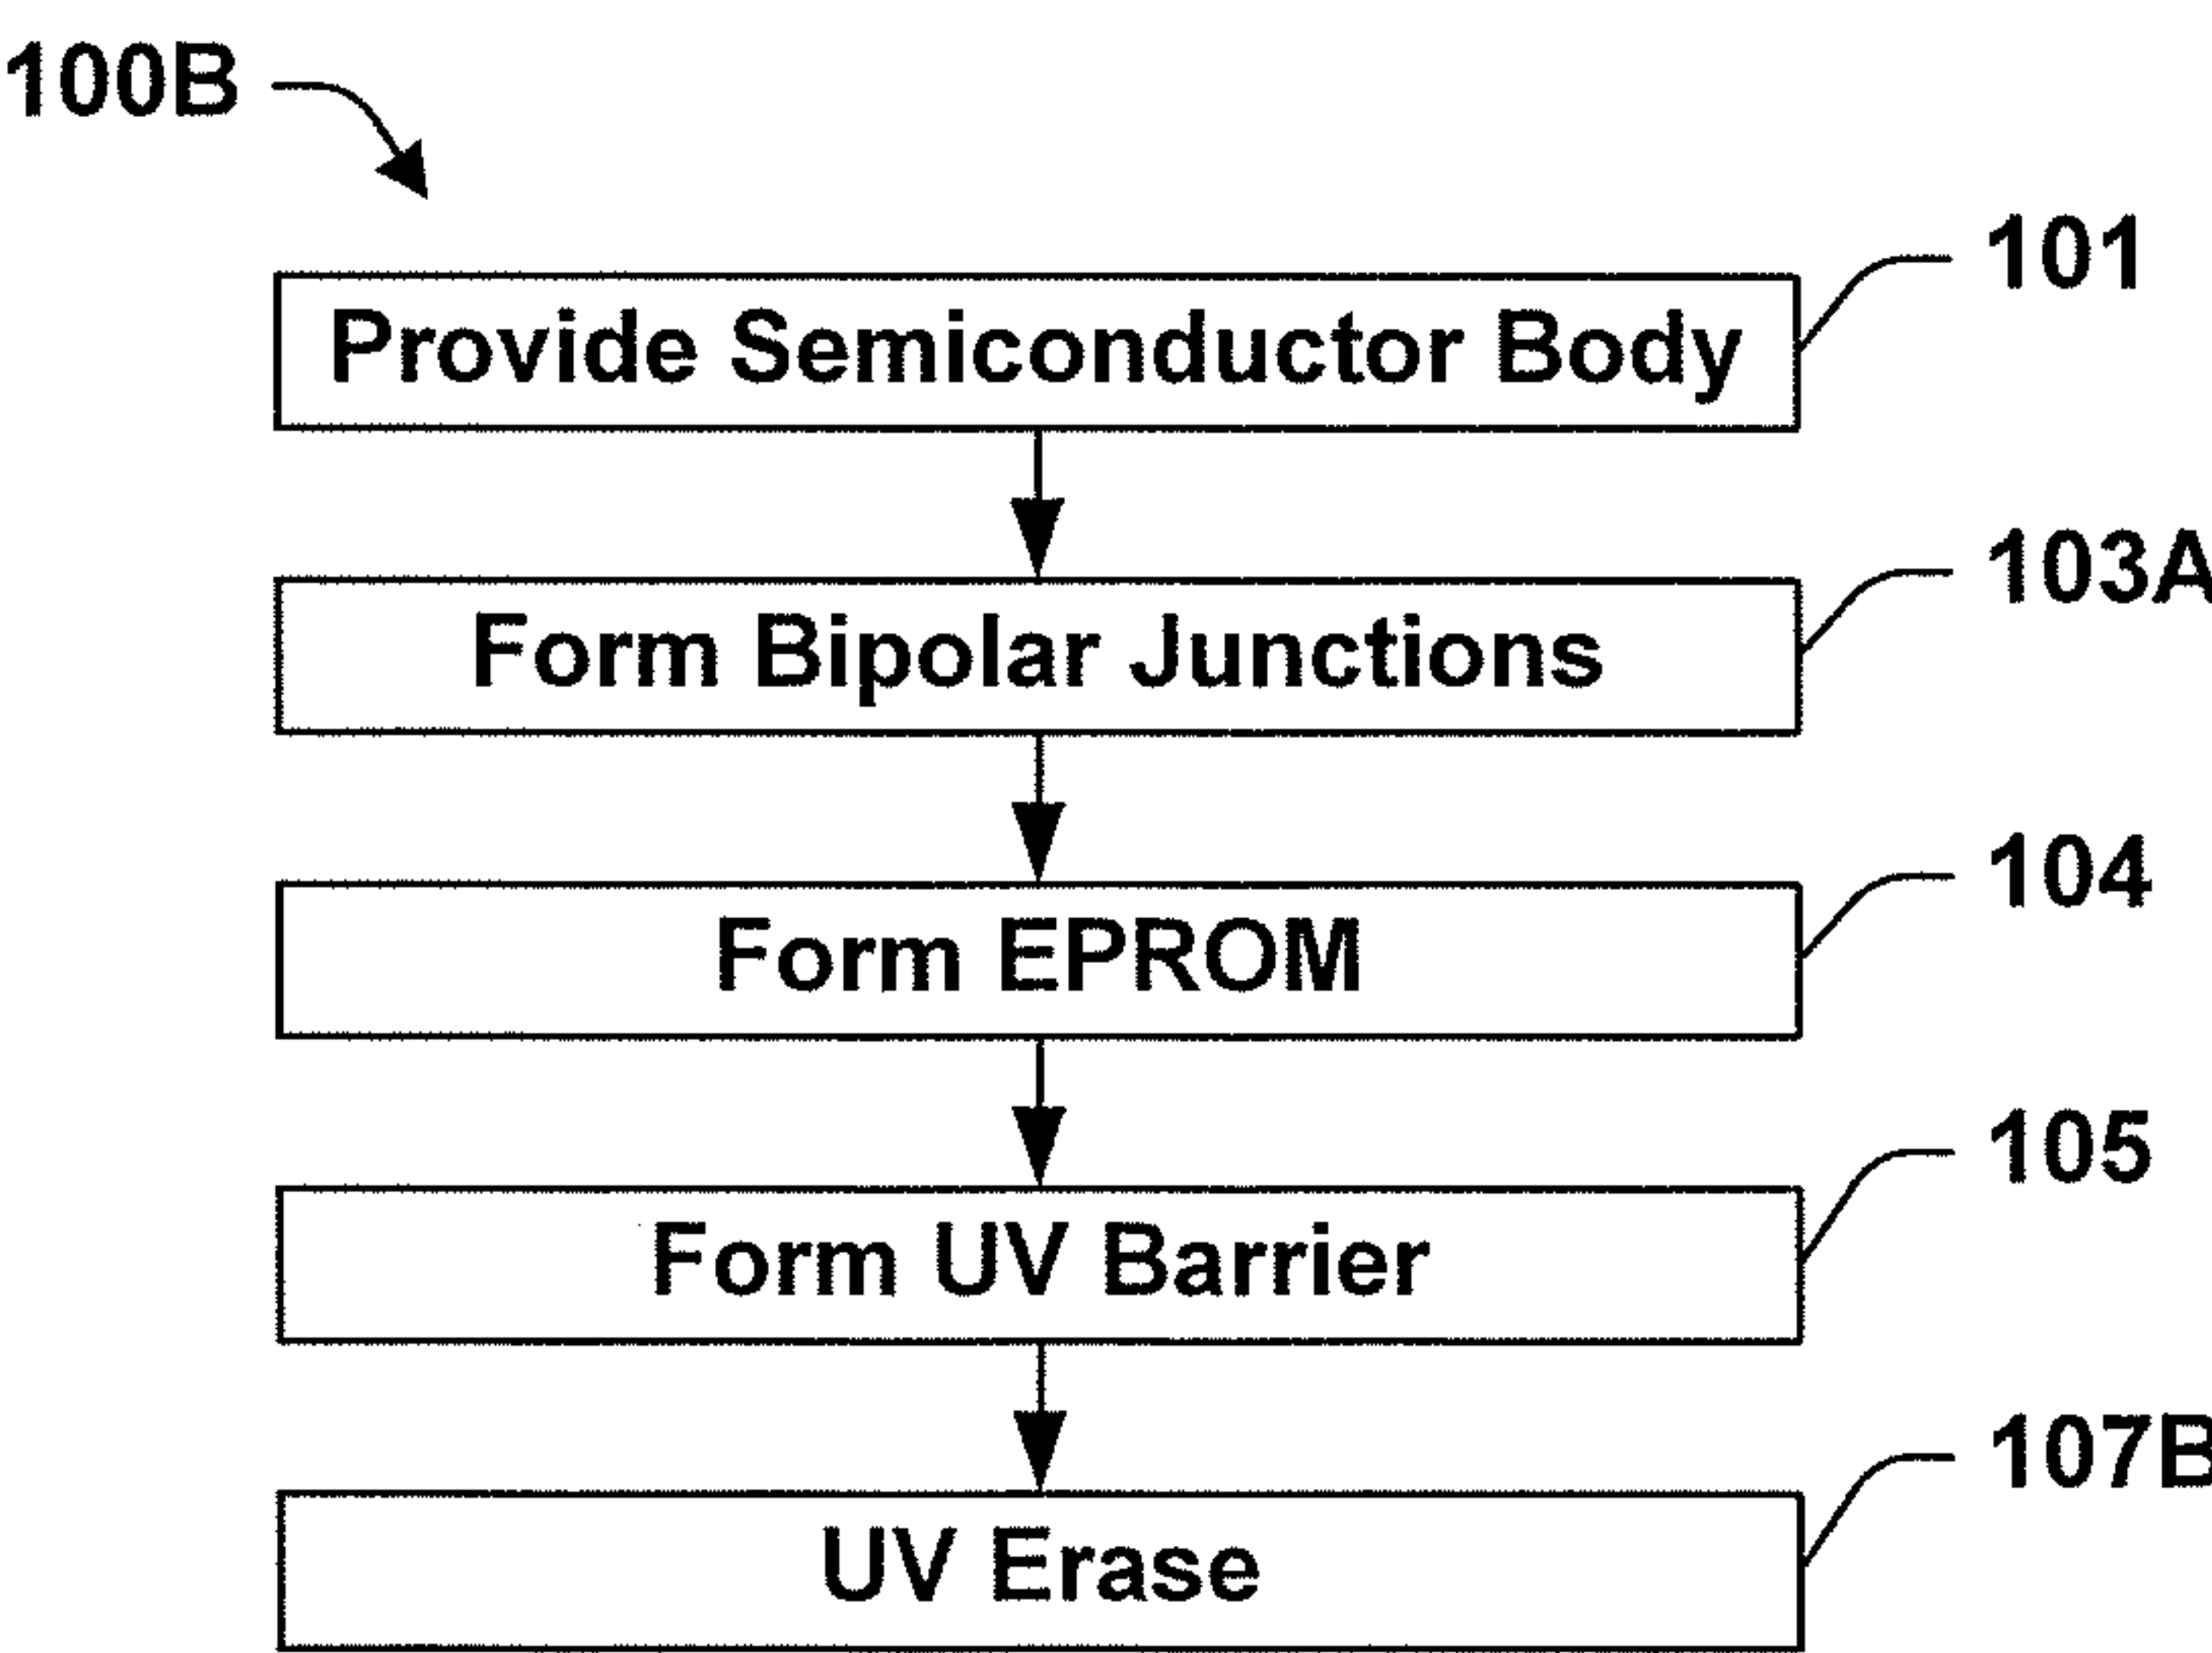 100B
101
Provide Semiconductor Body
103A
Form Bipolar Junctions
104
Form EPROM
105
Form UV Barrier
107B
UV Erase